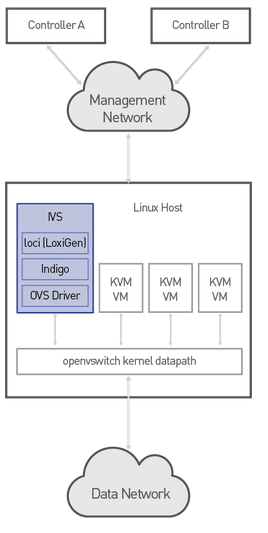 Controller A
Controller B
Management
Network
Linux Host
IVS
loci (LoxiGen)
Indigo
OVS Driver
KVM
VM
KVM
VM
KVM
VM
openvswitch kernel datapath
Data Network